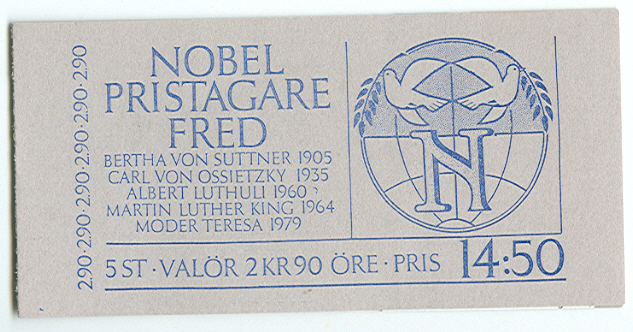 2.90·2.90·2.90·2.90·2.90
NOBEL
PRISTAGARE
FRED
BERTHA VON SUTTNER 1905
CARL VON OSSIETZKY 1935
ALBERT LUTHULI 1960
MARTIN LUTHER KING 1964
MODER TERESA 1979
N
5 ST · VALÖR 2 KR 90 ÖRE · PRIS 14:50